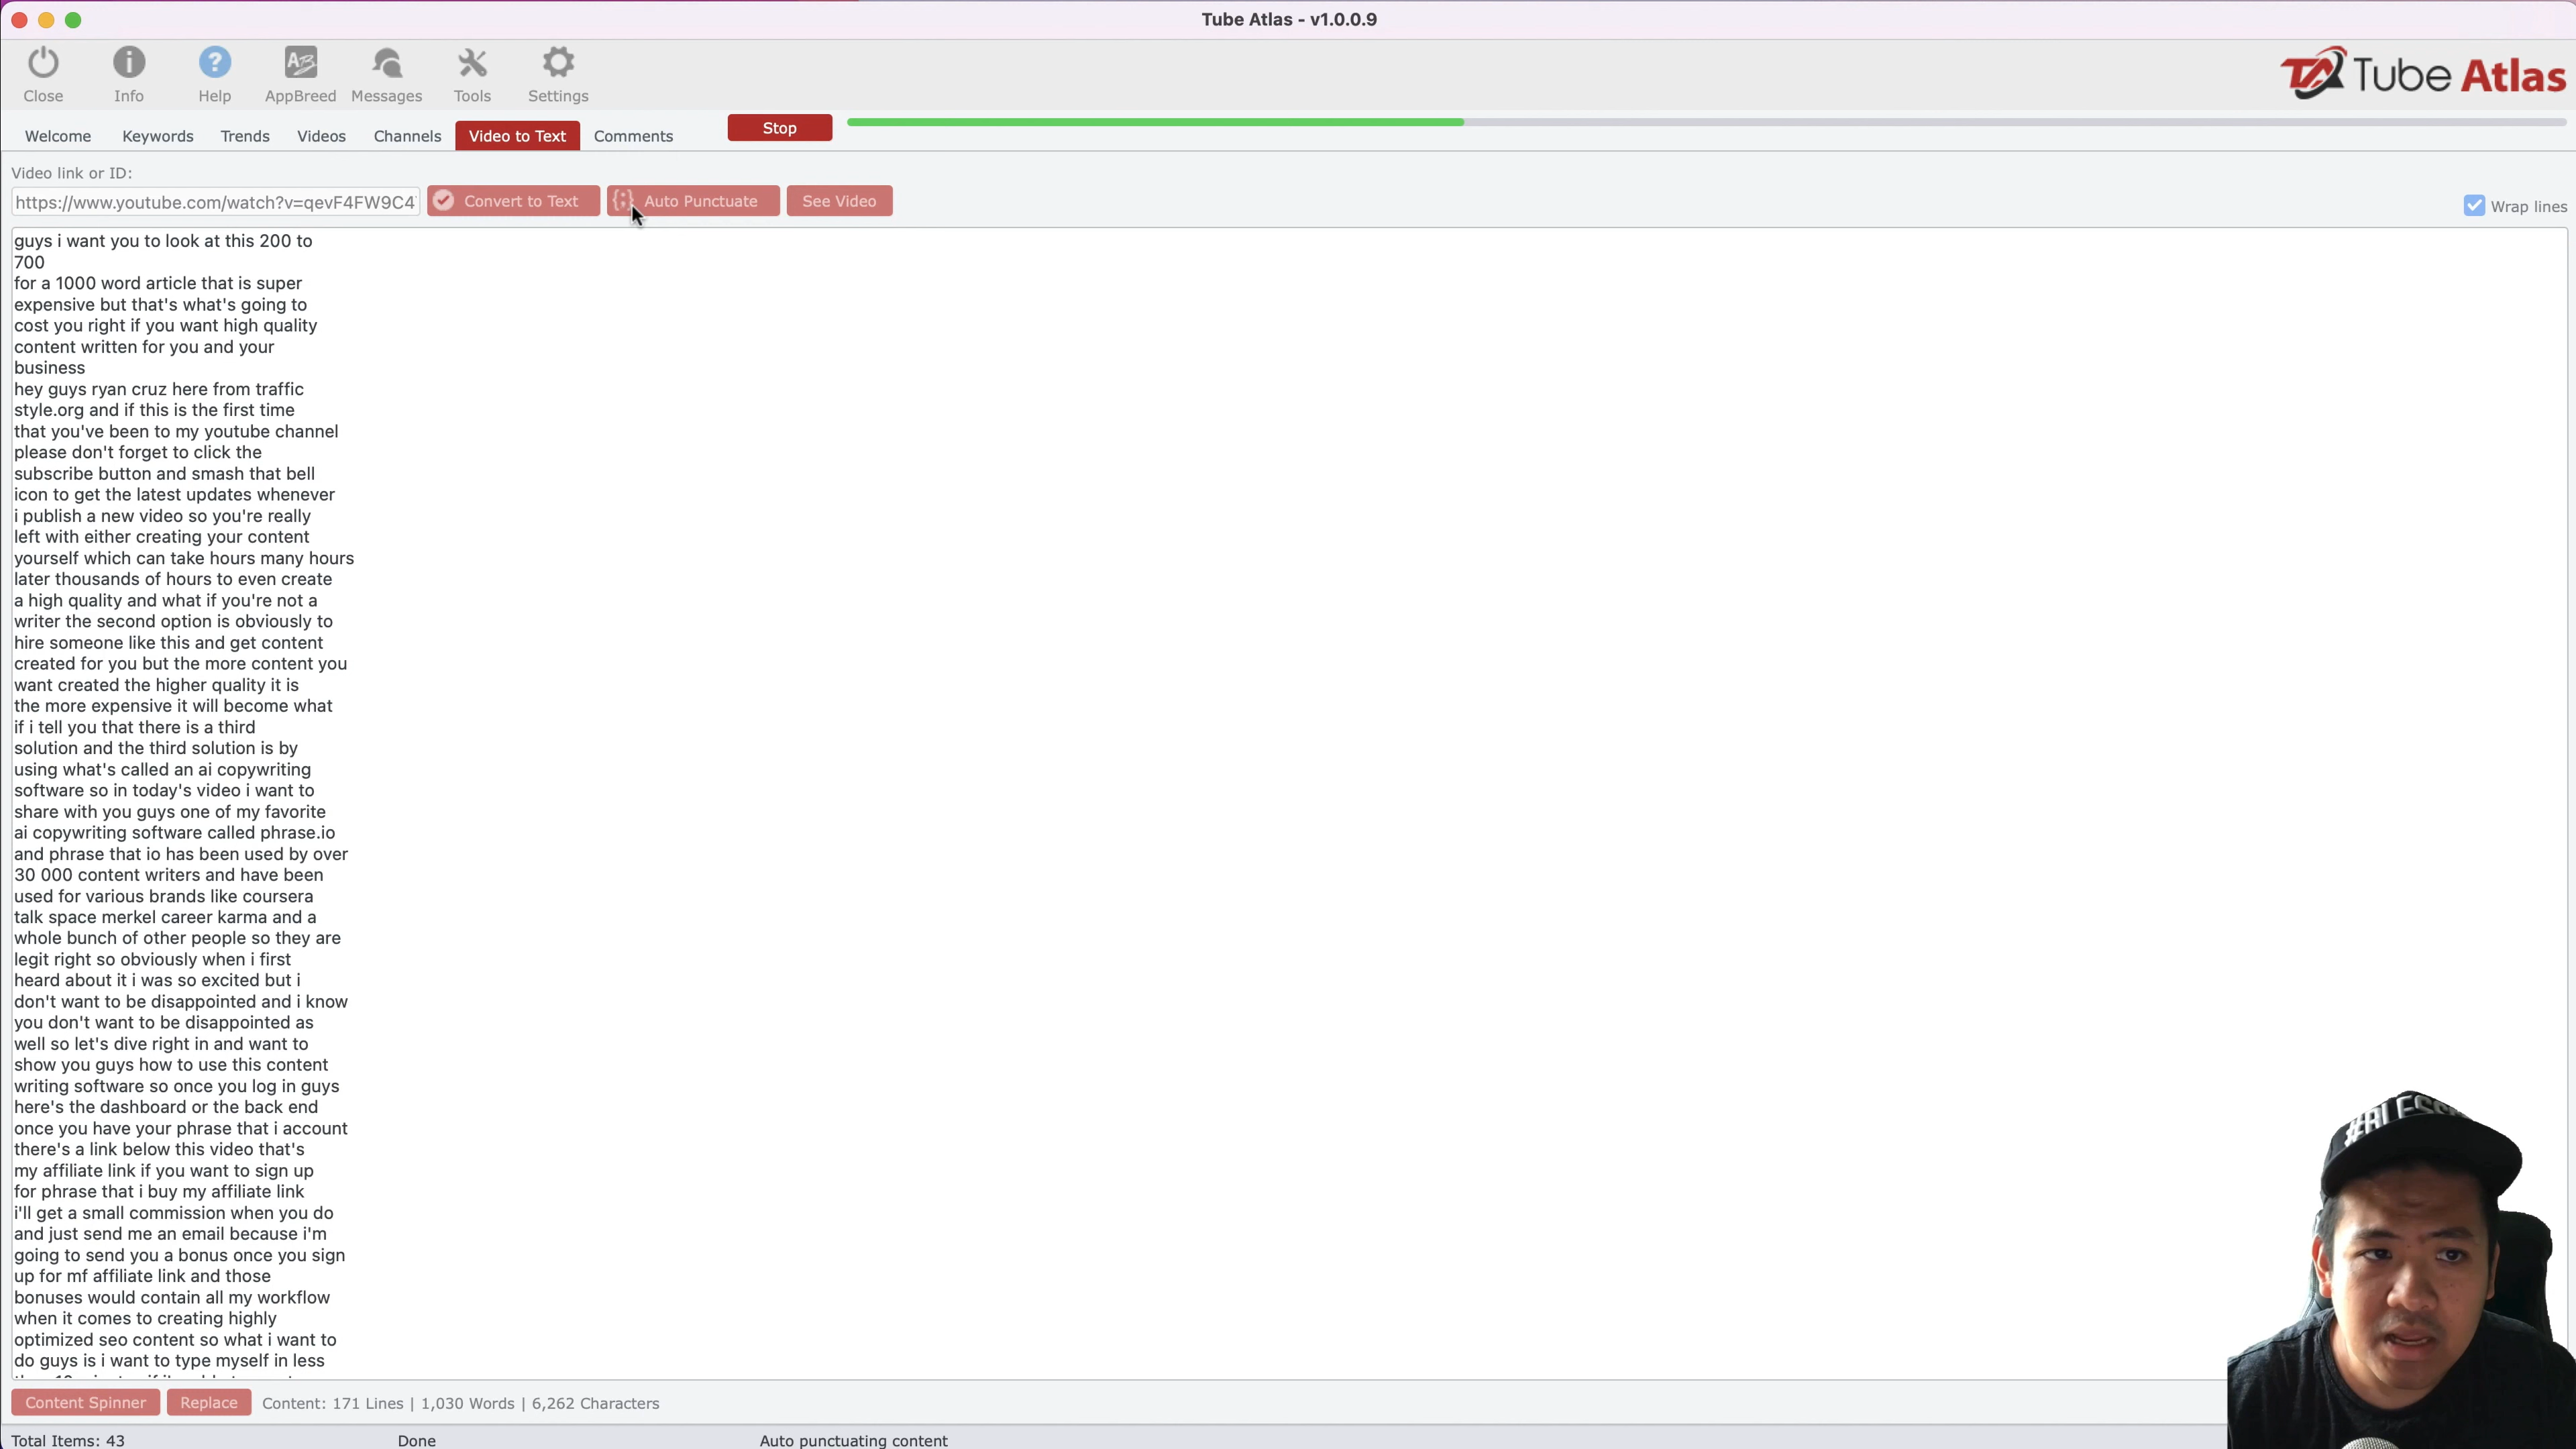 Tube Atlas - v1.0.0.9
Close Info Help AppBreed Messages Tools Settings
Tube Atlas
Welcome Keywords Trends Videos Channels Video to Text Comments Stop
Video link or ID:
https://www.youtube.com/watch?v=qevF4FW9C4 Convert to Text Auto Punctuate See Video Wrap lines
guys i want you to look at this 200 to
700
for a 1000 word article that is super
expensive but that's what's going to
cost you right if you want high quality
content written for you and your
business
hey guys ryan cruz here from traffic
style.org and if this is the first time
that you've been to my youtube channel
please don't forget to click the
subscribe button and smash that bell
icon to get the latest updates whenever
i publish a new video so you're really
left with either creating your content
yourself which can take hours many hours
later thousands of hours to even create
a high quality and what if you're not a
writer the second option is obviously to
hire someone like this and get content
created for you but the more content you
want created the higher quality it is
the more expensive it will become what
if i tell you that there is a third
solution and the third solution is by
using what's called an ai copywriting
software so in today's video i want to
share with you guys one of my favorite
ai copywriting software called phrase.io
and phrase that io has been used by over
30 000 content writers and have been
used for various brands like coursera
talk space merkel career karma and a
whole bunch of other people so they are
legit right so obviously when i first
heard about it i was so excited but i
don't want to be disappointed and i know
you don't want to be disappointed as
well so let's dive right in and want to
show you guys how to use this content
writing software so once you log in guys
here's the dashboard or the back end
once you have your phrase that i account
there's a link below this video that's
my affiliate link if you want to sign up
for phrase that i buy my affiliate link
i'll get a small commission when you do
and just send me an email because i'm
going to send you a bonus once you sign
up for mf affiliate link and those
bonuses would contain all my workflow
when it comes to creating highly
optimized seo content so what i want to
do guys is i want to type myself in less
Content Spinner Replace Content: 171 Lines | 1,030 Words | 6,262 Characters
Total Items: 43 Done Auto punctuating content